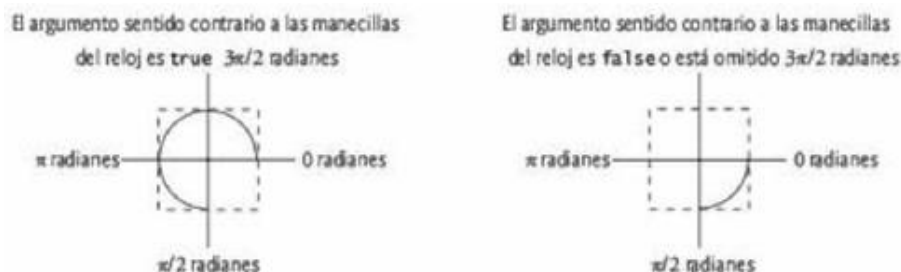 El argumento sentido contrario a las manecillas
del reloj es true 3π/2 radianes
π radianes
0 radianes
π/2 radianes
El argumento sentido contrario a las manecillas
del reloj es false o está omitido 3π/2 radianes
π radianes
0 radianes
π/2 radianes